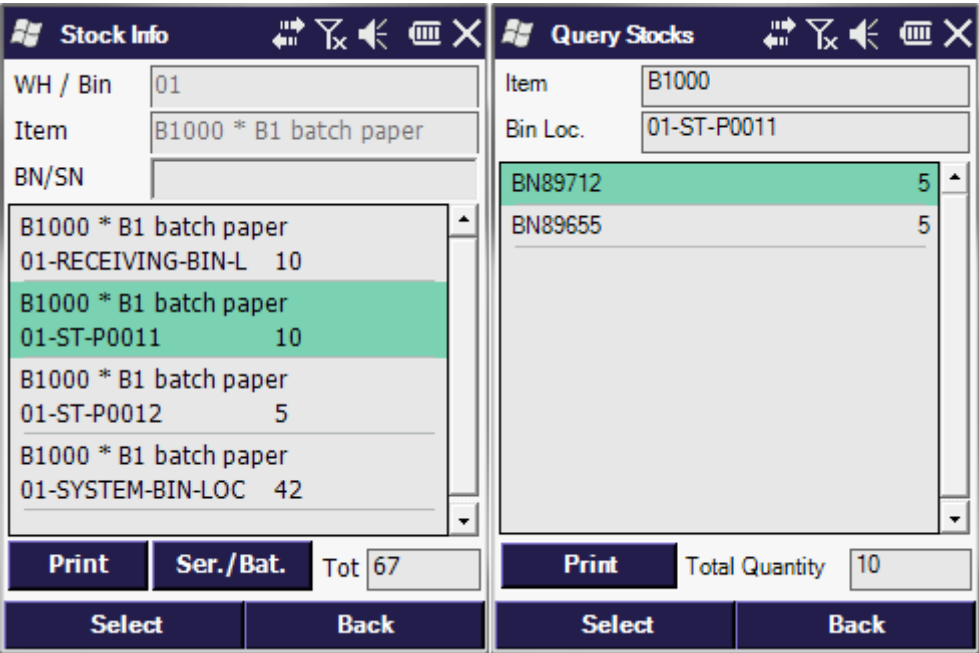 Stock Info
WH / Bin 01
Item B1000 * B1 batch paper
BN/SN
B1000 * B1 batch paper
01-RECEIVING-BIN-L 10
B1000 * B1 batch paper
01-ST-P0011 10
B1000 * B1 batch paper
01-ST-P0012 5
B1000 * B1 batch paper
01-SYSTEM-BIN-LOC 42
Print Ser./Bat. Tot 67
Select Back
Query Stocks
Item B1000
Bin Loc. 01-ST-P0011
BN89712 5
BN89655 5
Print Total Quantity 10
Select Back